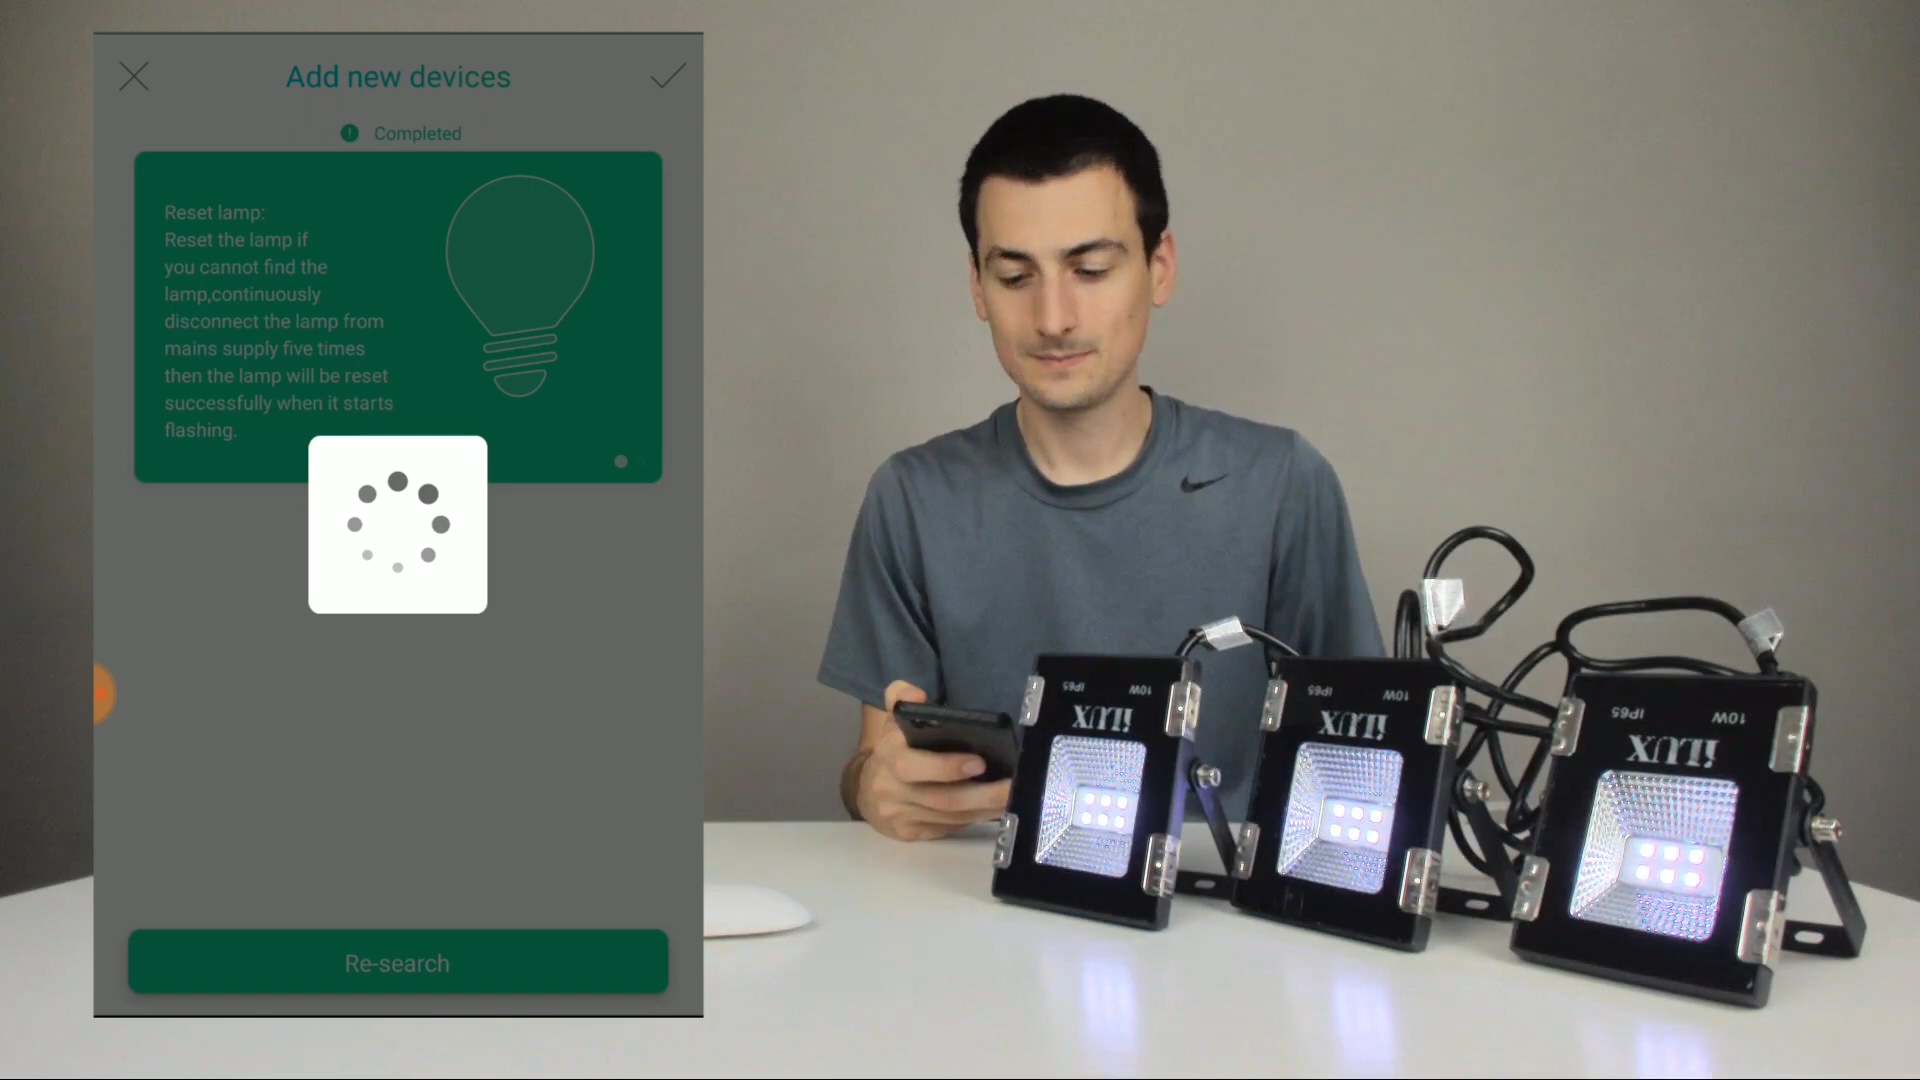 Add new devices
Completed
Reset lamp:
Reset the lamp if
you cannot find the
lamp,continuously
disconnect the lamp from
mains supply five times
then the lamp will be reset
successfully when it starts
flashing.
Re-search
IP65 10W
iLUX
IP65 10W
iLUX
IP65 10W
iLUX